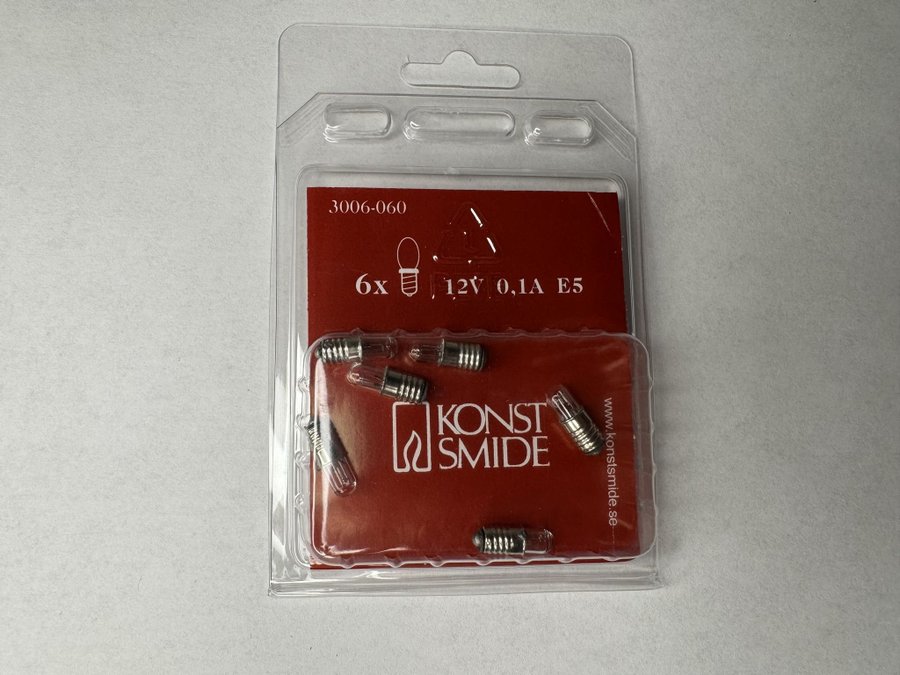 3006-060
6x 12V 0,1A E5
KONST
SMIDE
www.konstsmide.se